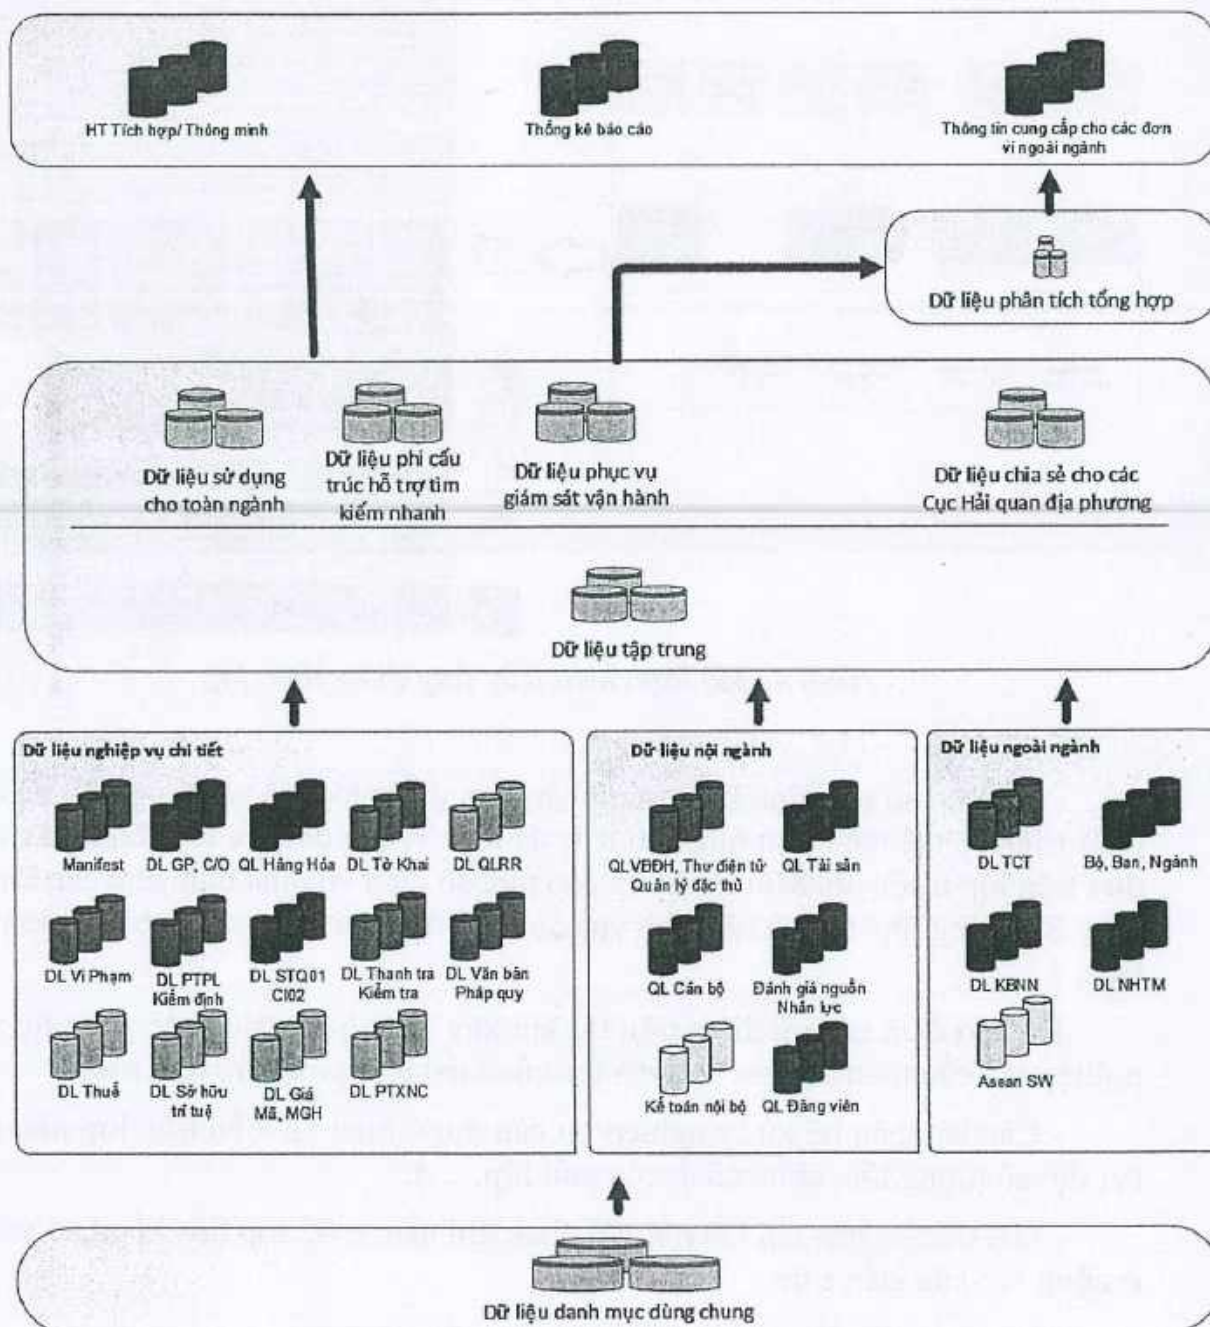 HT Tích hợp/ Thông minh
Thống kê báo cáo
Thông tin cung cấp cho các đơn
vị ngoài ngành
Dữ liệu phân tích tổng hợp
Dữ liệu sử dụng
cho toàn ngành
Dữ liệu phi cấu
trúc hỗ trợ tìm
kiếm nhanh
Dữ liệu phục vụ
giám sát vận hành
Dữ liệu chia sẻ cho các
Cục Hải quan địa phương
Dữ liệu tập trung
Dữ liệu nghiệp vụ chi tiết
Manifest
DL GP, C/O
QL Hàng Hóa
DL Tờ Khai
DL QLRR
DL Vi Phạm
DL PTPL
Kiểm định
DL STQ01
CI02
DL Thanh tra
Kiểm tra
DL Văn bản
Pháp quy
DL Thuế
DL Sở hữu
trí tuệ
DL Giá
Mã, MGH
DL PTXNC
Dữ liệu nội ngành
QLVBĐH, Thư điện tử
Quản lý đặc thù
QL Tài sản
QL Cán bộ
Đánh giá nguồn
Nhân lực
Kế toán nội bộ
QL Đảng viên
Dữ liệu ngoài ngành
DL TCT
Bộ, Ban, Ngành
DL KBNN
DL NHTM
Asean SW
Dữ liệu danh mục dùng chung